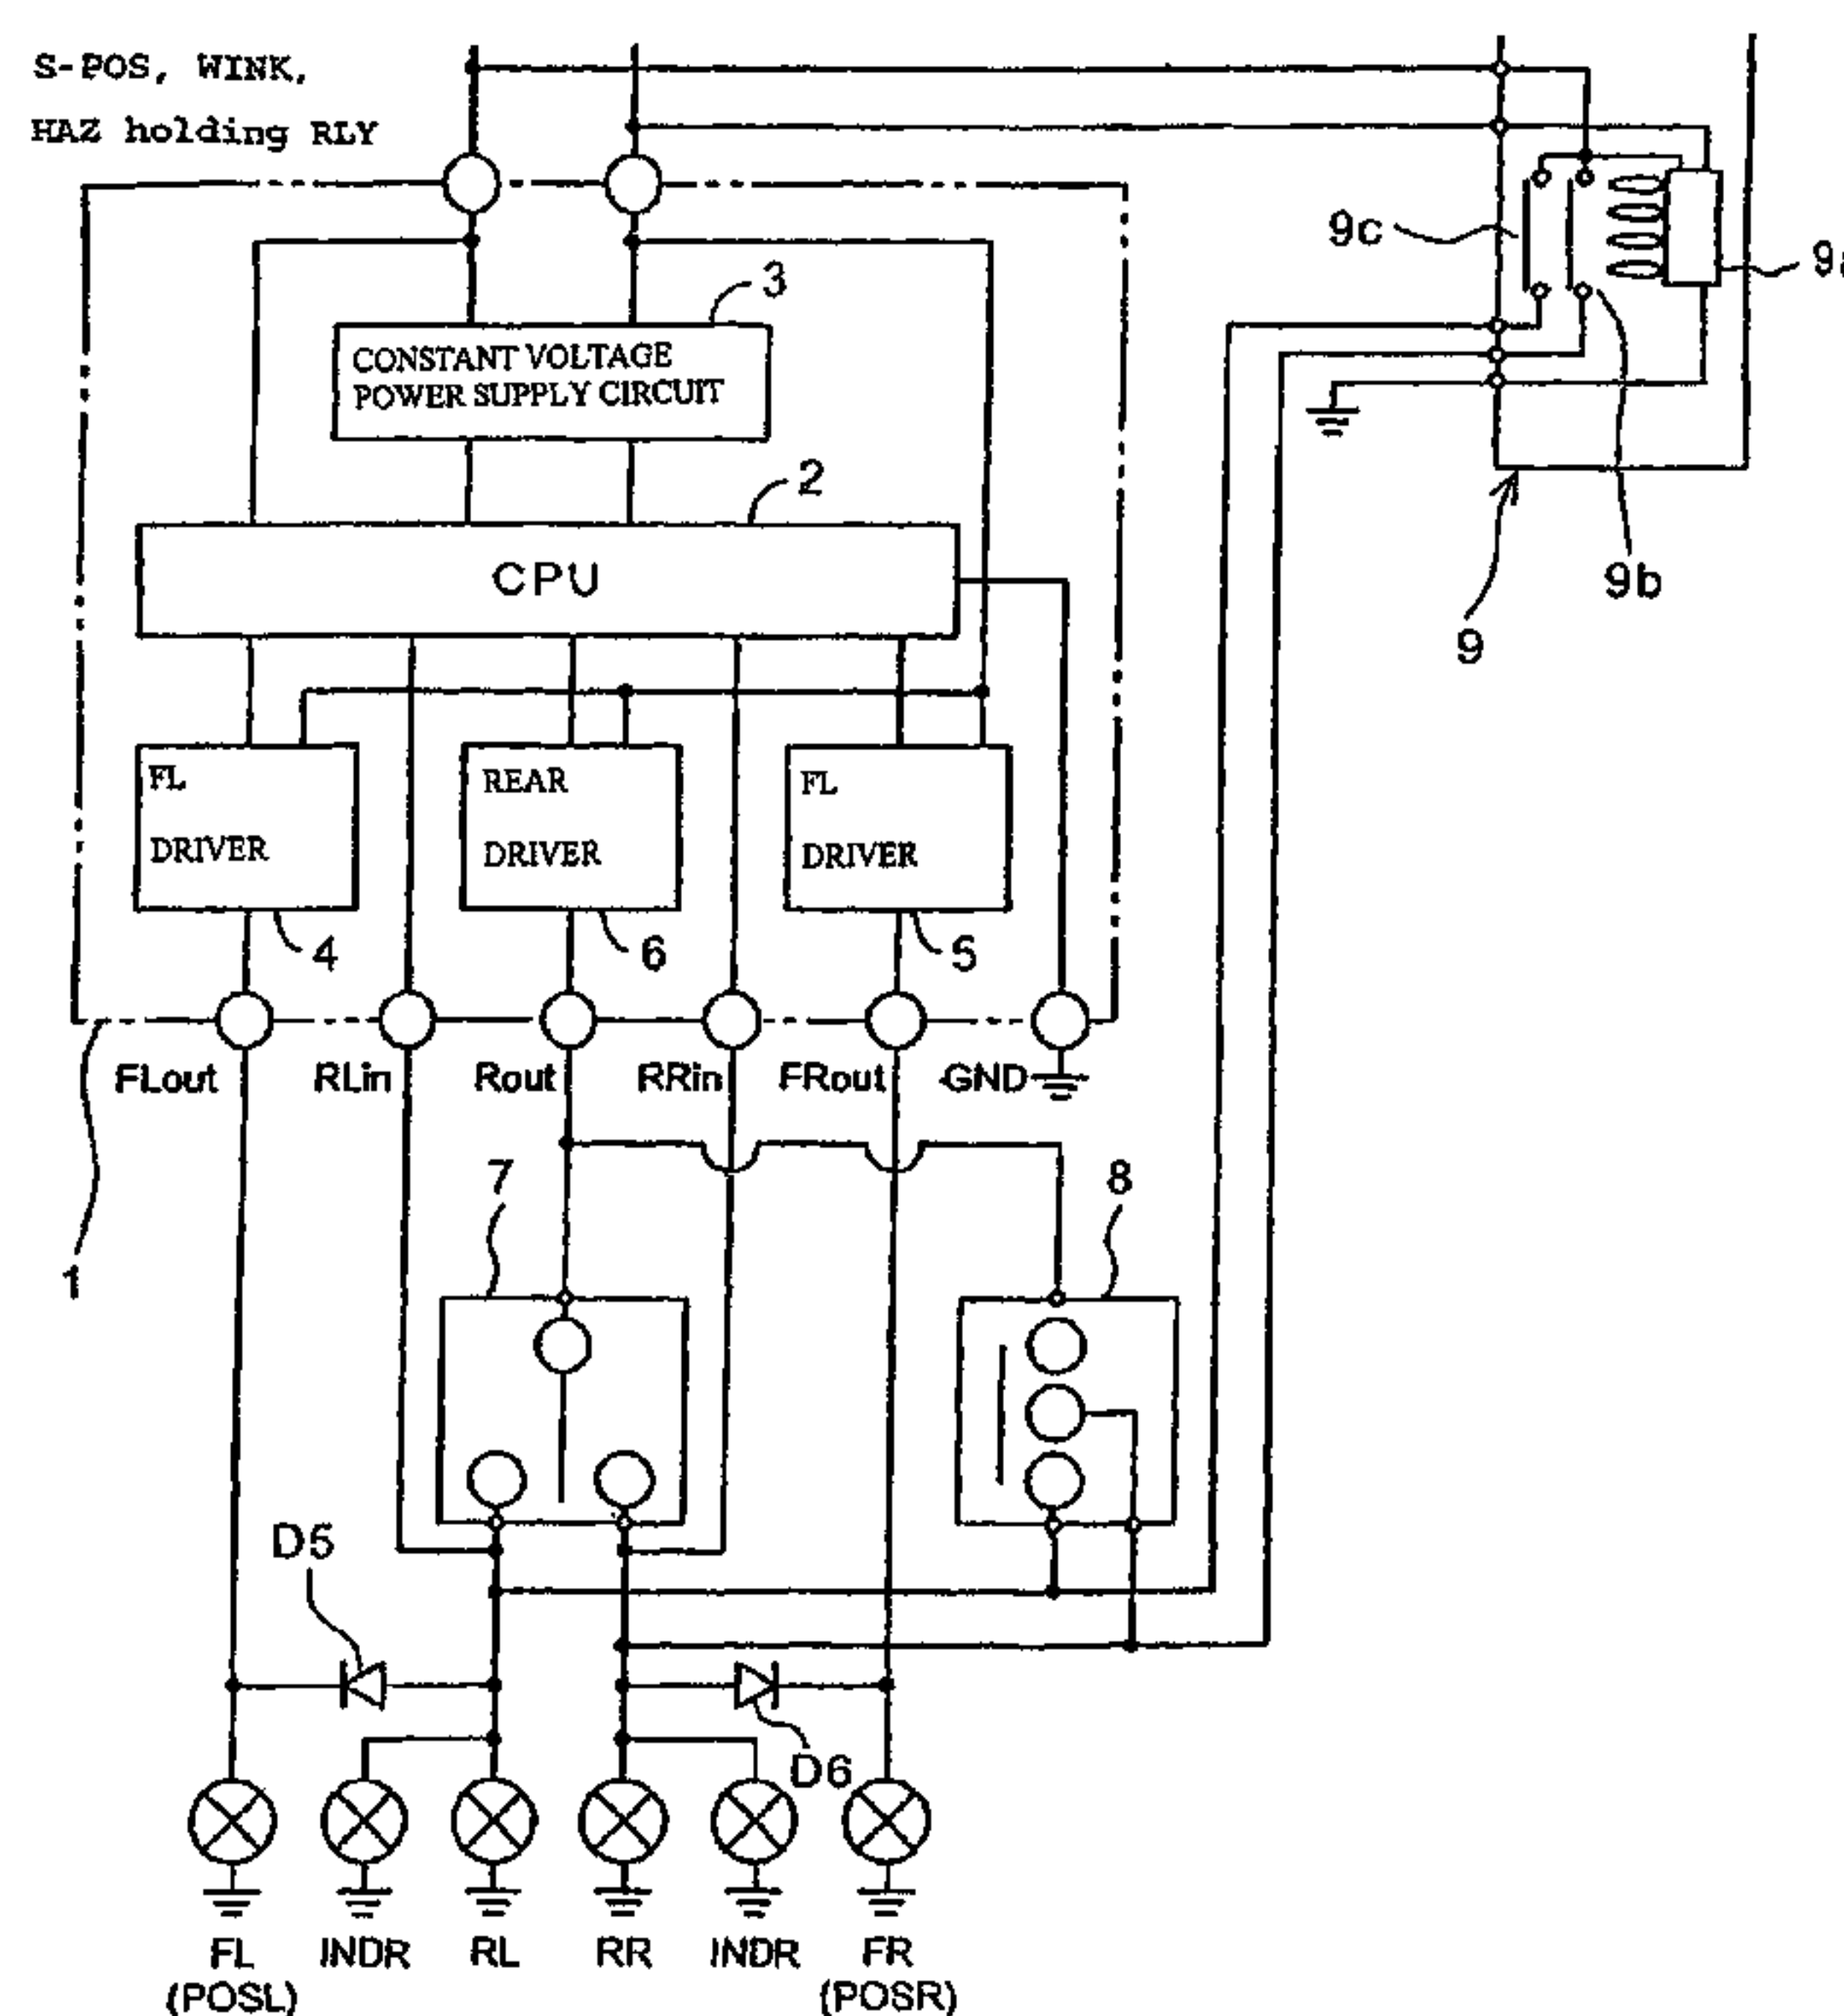 S-POS, WINK,
HAZ holding RLY
9c
9a
3
CONSTANT VOLTAGE
POWER SUPPLY CIRCUIT
2
CPU
9b
9
FL
DRIVER
REAR
DRIVER
FL
DRIVER
4
6
5
FLout
RLin
Rout
RRin
FRout
GND
7
8
1
D5
D6
FL
(POSL)
INDR
RL
RR
INDR
FR
(POSR)